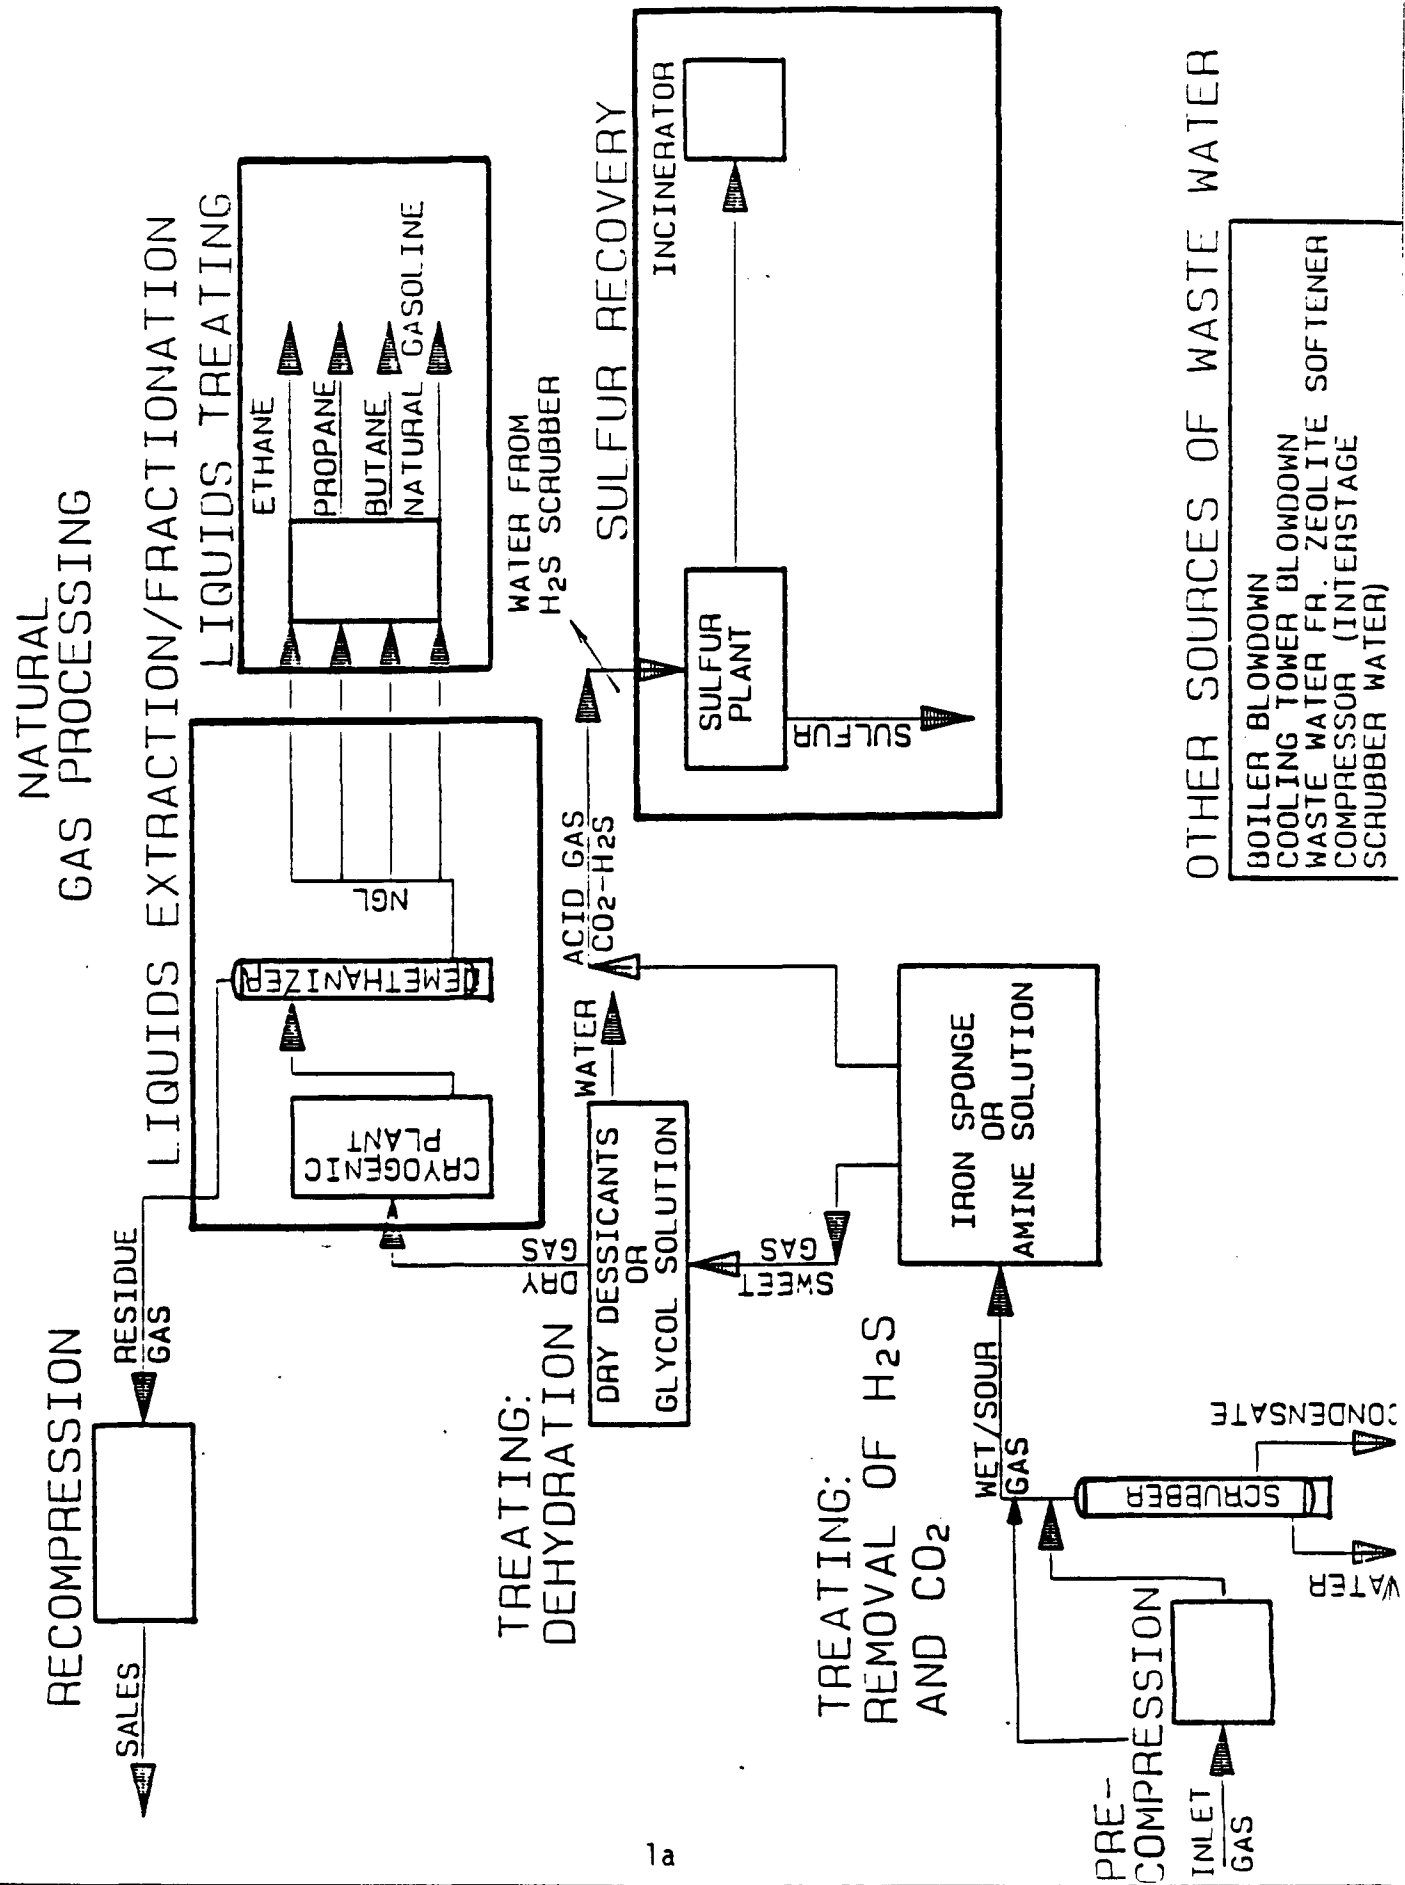 NATURAL
GAS PROCESSING
RECOMPRESSION
SALES
RESIDUE
GAS
LIQUIDS EXTRACTION/FRACTIONATION
LIQUIDS TREATING
CRYOGENIC
PLANT
DEMETHANIZER
NGL
ETHANE
PROPANE
BUTANE
NATURAL GASOLINE
TREATING:
DEHYDRATION
DRY
GAS
DRY DESSICANTS
OR
GLYCOL SOLUTION
WATER
ACID GAS
CO2-H2S
WATER FROM
H2S SCRUBBER
SULFUR RECOVERY
SULFUR
PLANT
SULFUR
INCINERATOR
SWEET
GAS
TREATING:
REMOVAL OF H2S
AND CO2
IRON SPONGE
OR
AMINE SOLUTION
WET/SOUR
GAS
PRE-
COMPRESSION
INLET
GAS
SCRUBBER
WATER
CONDENSATE
OTHER SOURCES OF WASTE WATER
BOILER BLOWDOWN
COOLING TOWER BLOWDOWN
WASTE WATER FR. ZEOLITE SOFTENER
COMPRESSOR (INTERSTAGE
SCRUBBER WATER)
1a